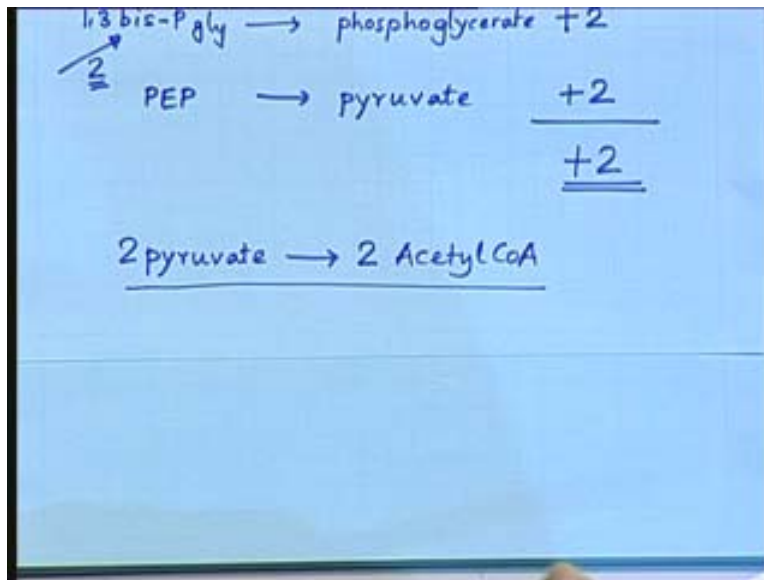 1,3 bis-P gly → phosphoglycerate +2
2
PEP → pyruvate +2
+2
2 pyruvate → 2 Acetyl CoA